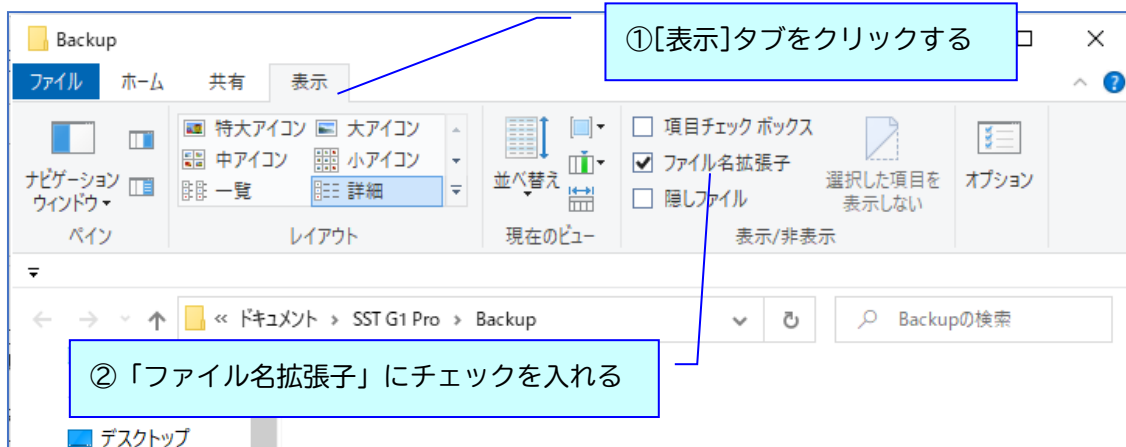 Backup
①[表示]タブをクリックする
ファイル ホーム 共有 表示
特大アイコン 大アイコン
中アイコン 小アイコン
一覧 詳細
ナビゲーション
ウィンドウ
並べ替え
項目チェック ボックス
ファイル名拡張子
隠しファイル
選択した項目を
表示しない
オプション
ペイン レイアウト 現在のビュー 表示/非表示
« ドキュメント › SST G1 Pro › Backup
Backupの検索
②「ファイル名拡張子」にチェックを入れる
デスクトップ